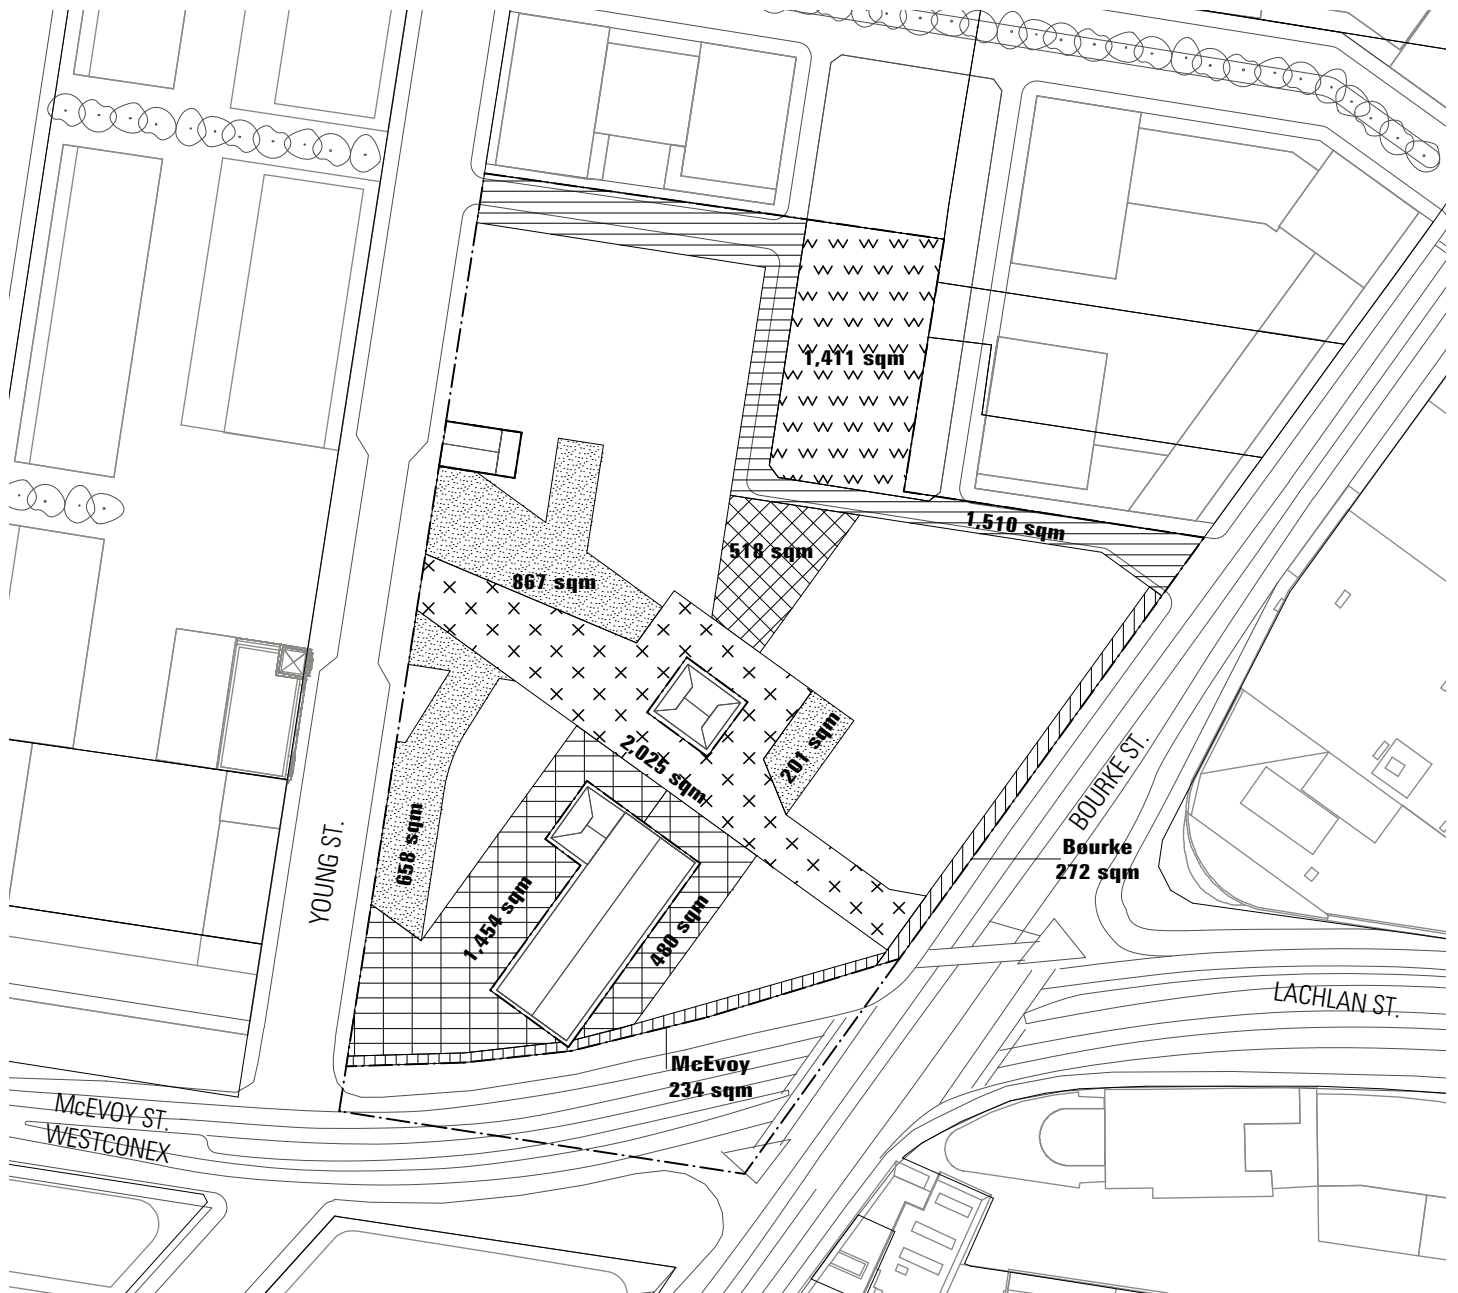 1,411 sqm
1,510 sqm
518 sqm
867 sqm
201 sqm
2,025 sqm
BOURKE ST.
658 sqm
YOUNG ST.
Bourke
272 sqm
1,454 sqm
480 sqm
LACHLAN ST.
McEvoy
234 sqm
McEVOY ST.
WESTCONEX